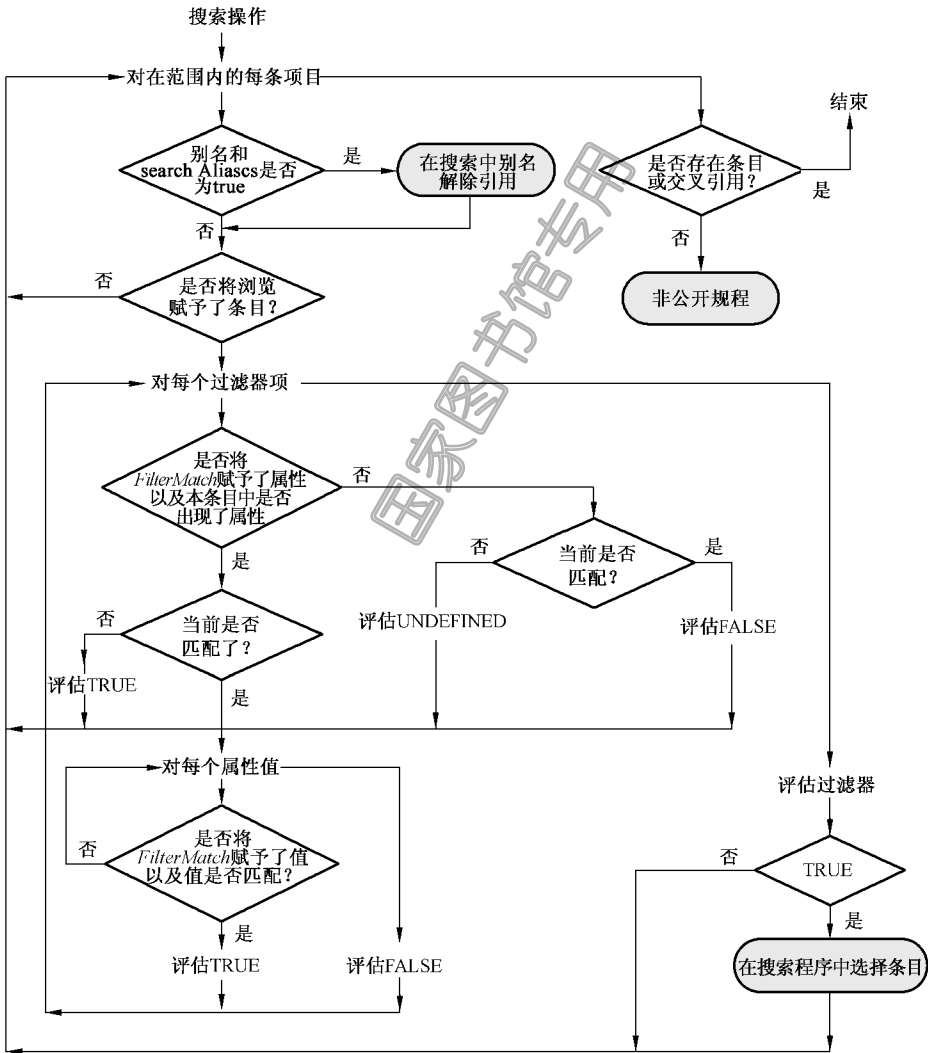 搜索操作
对在范围内的每条项目
结束
别名和
search Aliascs是否
为true
是
在搜索中别名
解除引用
是否存在条目
或交叉引用？
是
否
否
非公开规程
否
是否将浏览
赋予了条目？
对每个过滤器项
是否将
FilterMatch赋予了属性
以及本条目中是否
出现了属性
否
是
否
当前是否
匹配？
是
否
当前是否
匹配了？
评估UNDEFINED
评估FALSE
评估TRUE
是
对每个属性值
评估过滤器
否
是否将
FilterMatch赋予了值
以及值是否匹配？
否
TRUE
是
是
评估TRUE
评估FALSE
在搜索程序中选择条目
国家图书馆专用